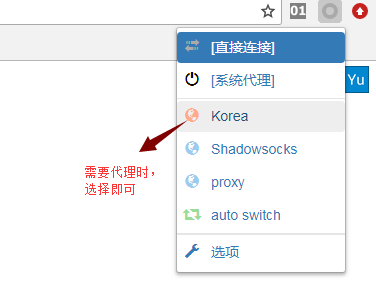 01
[直接连接]
Yu
[系统代理]
Korea
Shadowsocks
需要代理时，
选择即可
proxy
auto switch
选项